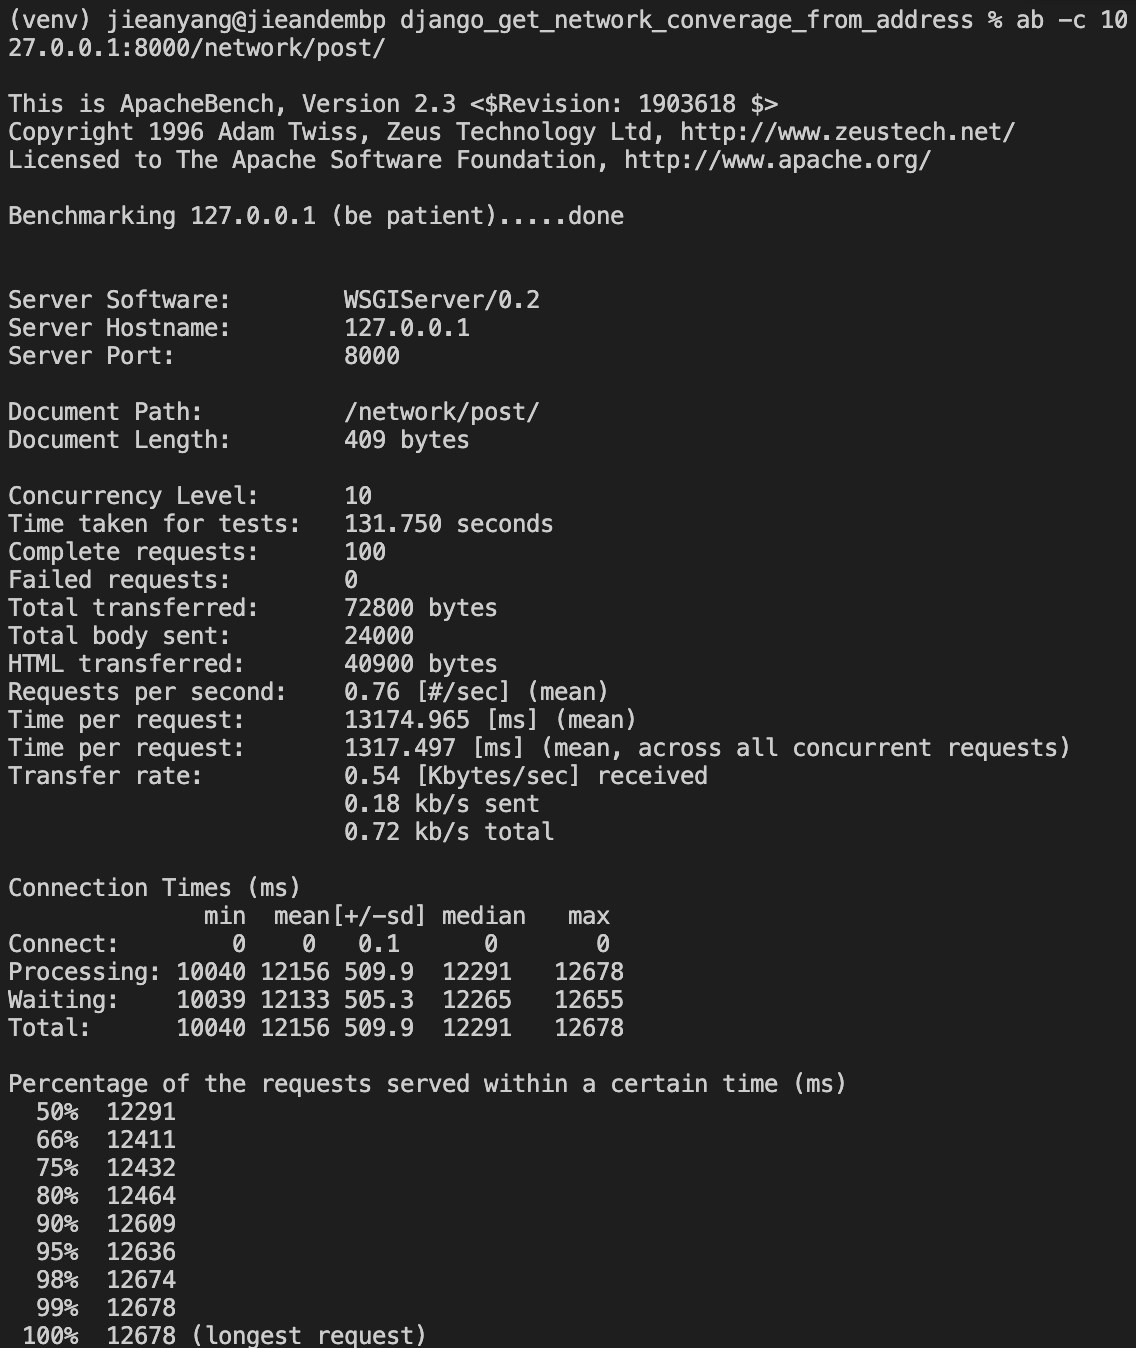 (venv) jieanyang@jieandembp django_get_network_converage_from_address % ab -c 10
27.0.0.1:8000/network/post/
This is ApacheBench, Version 2.3 <$Revision: 1903618 $>
Copyright 1996 Adam Twiss, Zeus Technology Ltd, http://www.zeustech.net/
Licensed to The Apache Software Foundation, http://www.apache.org/
Benchmarking 127.0.0.1 (be patient).....done
Server Software: WSGIServer/0.2
Server Hostname: 127.0.0.1
Server Port: 8000
Document Path: /network/post/
Document Length: 409 bytes
Concurrency Level: 10
Time taken for tests: 131.750 seconds
Complete requests: 100
Failed requests: 0
Total transferred: 72800 bytes
Total body sent: 24000
HTML transferred: 40900 bytes
Requests per second: 0.76 [#/sec] (mean)
Time per request: 13174.965 [ms] (mean)
Time per request: 1317.497 [ms] (mean, across all concurrent requests)
Transfer rate: 0.54 [Kbytes/sec] received
0.18 kb/s sent
0.72 kb/s total
Connection Times (ms)
min mean[+/-sd] median max
Connect: 0 0 0.1 0 0
Processing: 10040 12156 509.9 12291 12678
Waiting: 10039 12133 505.3 12265 12655
Total: 10040 12156 509.9 12291 12678
Percentage of the requests served within a certain time (ms)
50% 12291
66% 12411
75% 12432
80% 12464
90% 12609
95% 12636
98% 12674
99% 12678
100% 12678 (longest request)